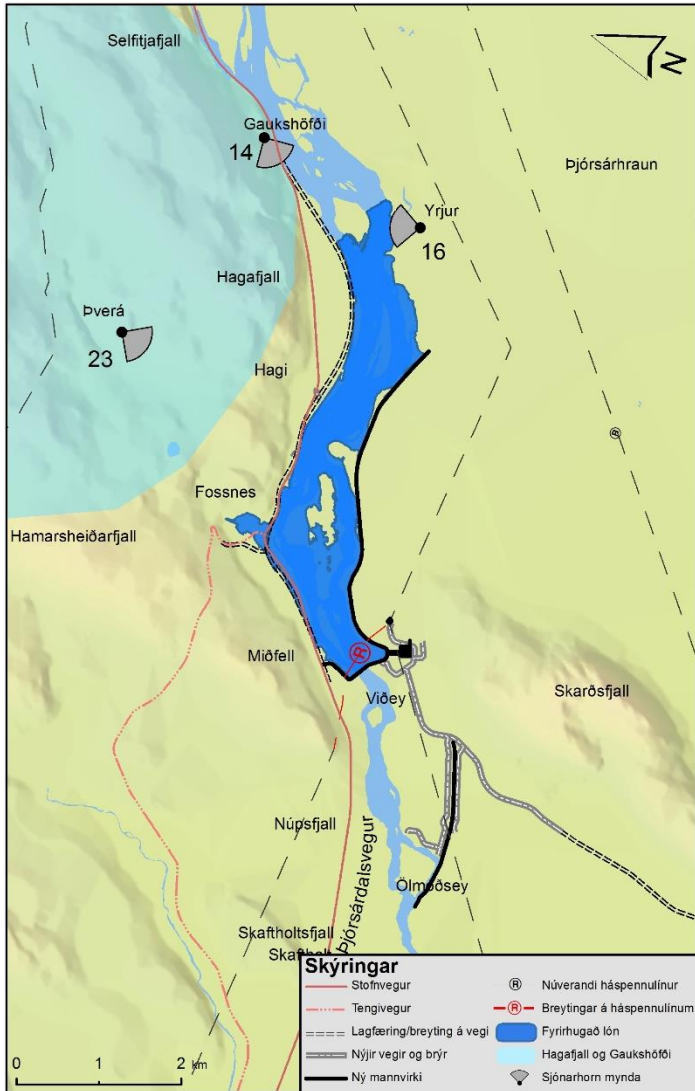 Selfitjafjall
N
Gaukshöfði
14
Þjórsárhraun
Yrjur
16
Hagafjall
Þverá
23
Hagi
R
Fossnes
Hamarsheiðarfjall
Miðfell
R
Viðey
Skarðsfjall
Núpsfjall
Þjórsárdalsvegur
Ölmóðsey
Skaftholtsfjall
Skaftholt
Skýringar
Stofnvegur
Tengivegur
Lagfæring/breyting á vegi
Nýjir vegir og brýr
Ný mannvirki
R Núverandi háspennulínur
R Breytingar á háspennulínum
Fyrirhugað lón
Hagafjall og Gaukshöfði
Sjónarhorn mynda
0 2 km